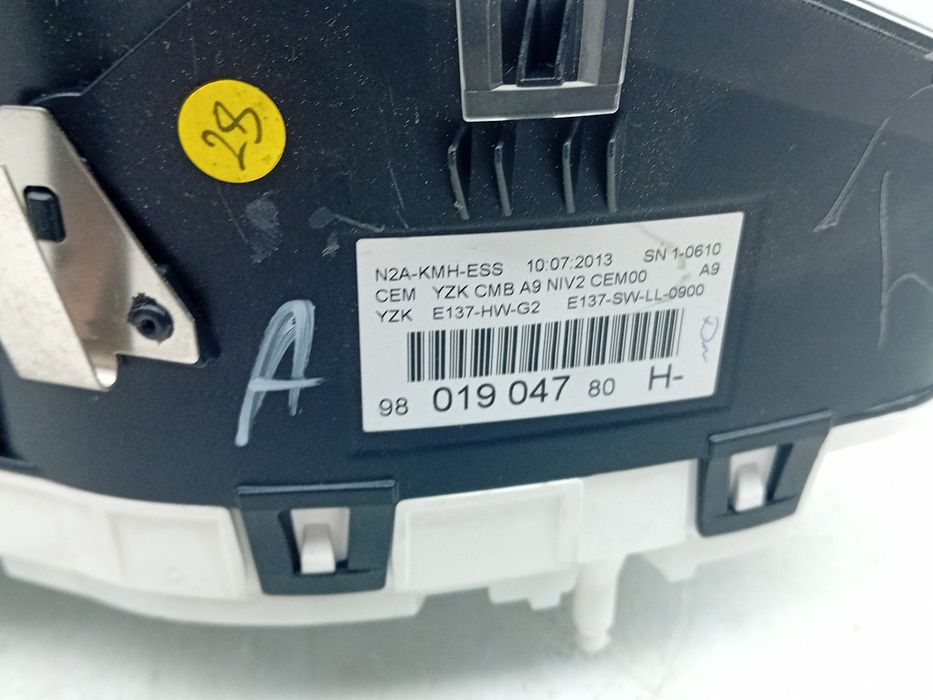 28
N2A-KMH-ESS 10:07:2013 SN 1-0610
CEM YZK CMB A9 NIV2 CEM00 A9
YZK E137-HW-G2 E137-SW-LL-0900
98 019 047 80 H-
A